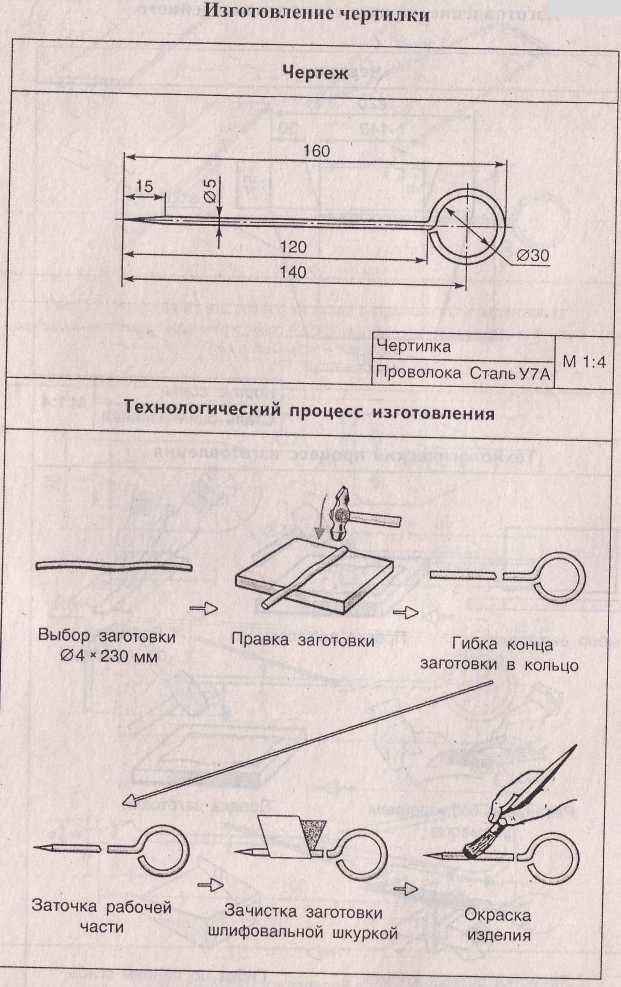 Изготовление чертилки
Чертеж
160
15
Ø5
120
Ø30
140
Чертилка
Проволока Сталь У7А
М 1:4
Технологический процесс изготовления
Выбор заготовки
Ø4×230 мм
Правка заготовки
Гибка конца
заготовки в кольцо
Заточка рабочей
части
Зачистка заготовки
шлифовальной шкуркой
Окраска
изделия